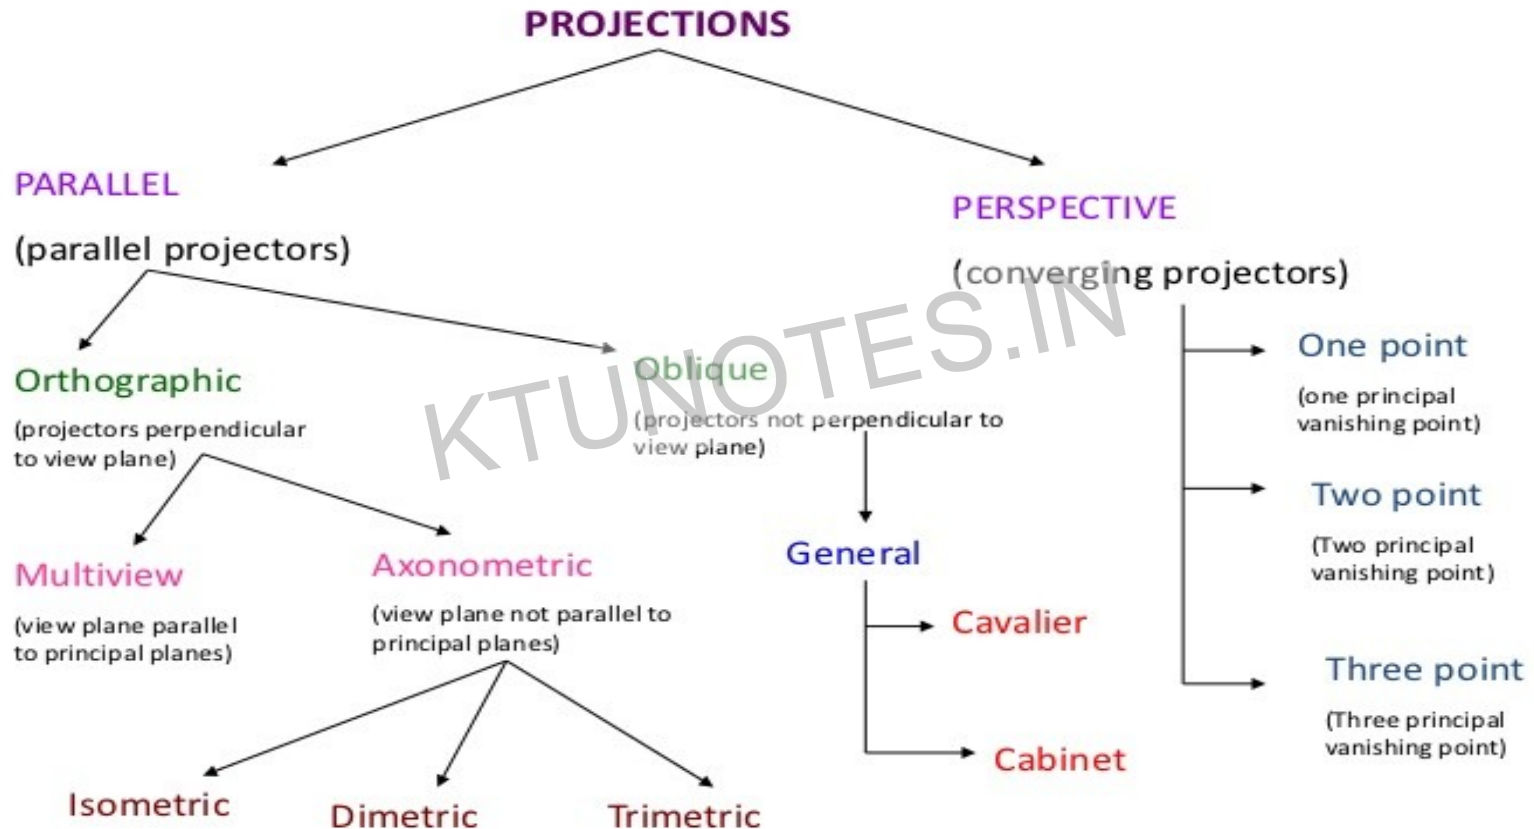 PROJECTIONS
PARALLEL
(parallel projectors)
Orthographic
(projectors perpendicular
to view plane)
Multiview
(view plane parallel
to principal planes)
Axonometric
(view plane not parallel to
principal planes)
Isometric
Dimetric
Trimetric
Oblique
(projectors not perpendicular to
view plane)
General
Cavalier
Cabinet
PERSPECTIVE
(converging projectors)
One point
(one principal
vanishing point)
Two point
(Two principal
vanishing point)
Three point
(Three principal
vanishing point)
KTUNOTES.IN